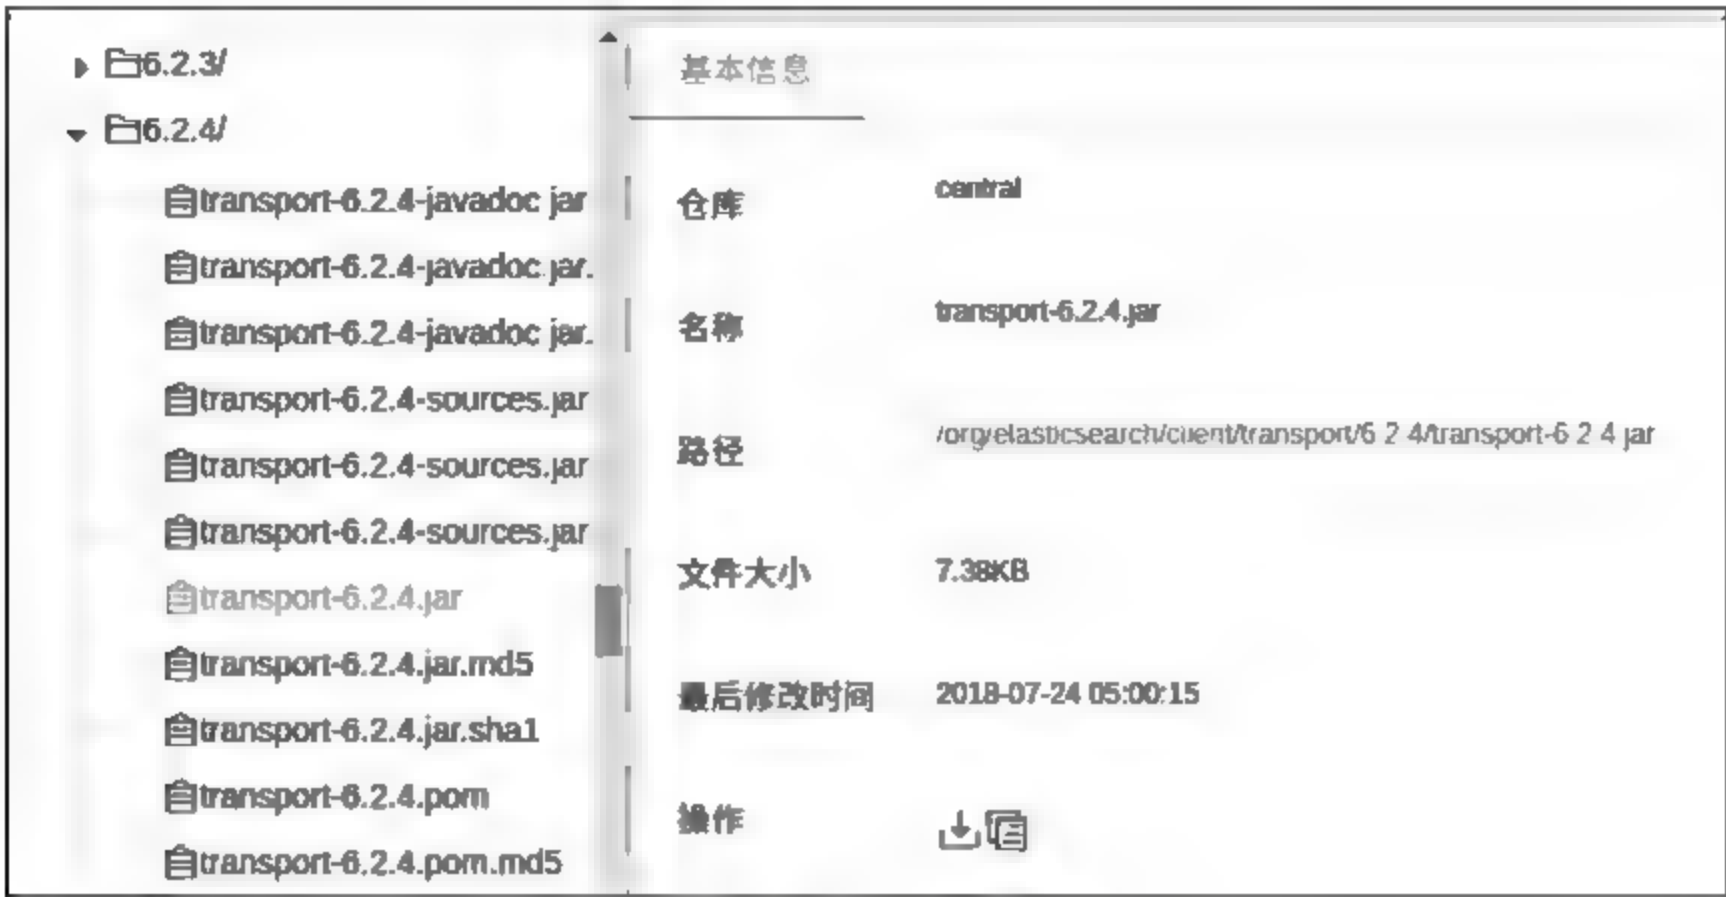 6.2.3/
6.2.4/
transport-6.2.4-javadoc.jar
transport-6.2.4-javadoc.jar.
transport-6.2.4-javadoc.jar.
transport-6.2.4-sources.jar
transport-6.2.4-sources.jar
transport-6.2.4-sources.jar
transport-6.2.4.jar
transport-6.2.4.jar.md5
transport-6.2.4.jar.sha1
transport-6.2.4.pom
transport-6.2.4.pom.md5
基本信息
仓库 central
名称 transport-6.2.4.jar
路径 /org/elasticsearch/client/transport/6.2.4/transport-6.2.4.jar
文件大小 7.38KB
最后修改时间 2018-07-24 05:00:15
操作